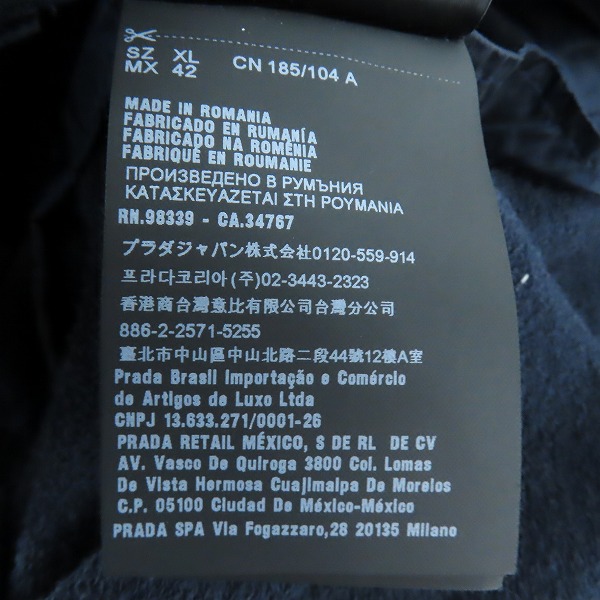 SZ XL CN 185/104 A
MX 42
MADE IN ROMANIA
FABRICADO EN RUMANÍA
FABRICADO NA ROMÉNIA
FABRIQUÉ EN ROUMANIE
ПРОИЗВЕДЕНО В РУМЪНИЯ
ΚΑΤΑΣΚΕΥΑΖΕΤΑΙ ΣΤΗ ΡΟΥΜΑΝΙΑ
RN.98339 - CA.34767
プラダジャパン株式会社0120-559-914
프라다코리아(주)02-3443-2323
香港商台灣意比有限公司台灣分公司
886-2-2571-5255
臺北市中山區中山北路二段44號12樓A室
Prada Brasil Importação e Comércio
de Artigos de Luxo Ltda
CNPJ 13.633.271/0001-26
PRADA RETAIL MÉXICO, S DE RL DE CV
AV. Vasco De Quiroga 3800 Col. Lomas
De Vista Hermosa Cuajimalpa De Morelos
C.P. 05100 Ciudad De México-México
PRADA SPA Via Fogazzaro,28 20135 Milano